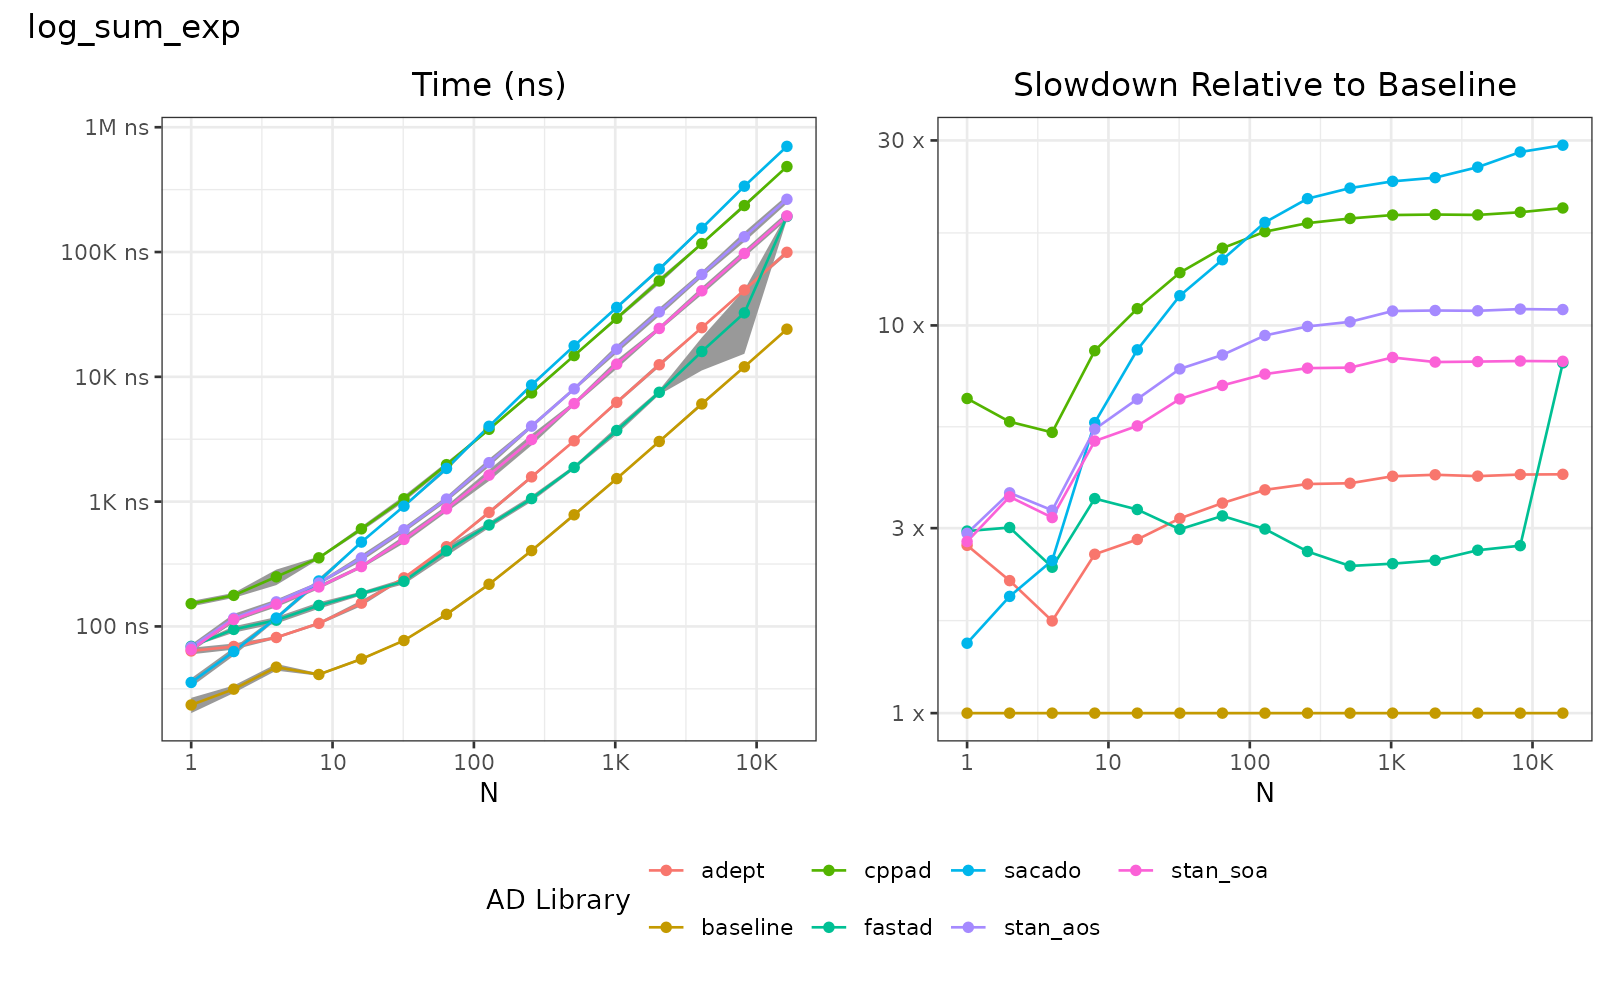 log_sum_exp
Time (ns)
Slowdown Relative to Baseline
1M ns
100K ns
10K ns
1K ns
100 ns
1
10
100
1K
10K
N
30 x
10 x
3 x
1 x
1
10
100
1K
10K
N
AD Library
adept
cppad
sacado
stan_soa
baseline
fastad
stan_aos